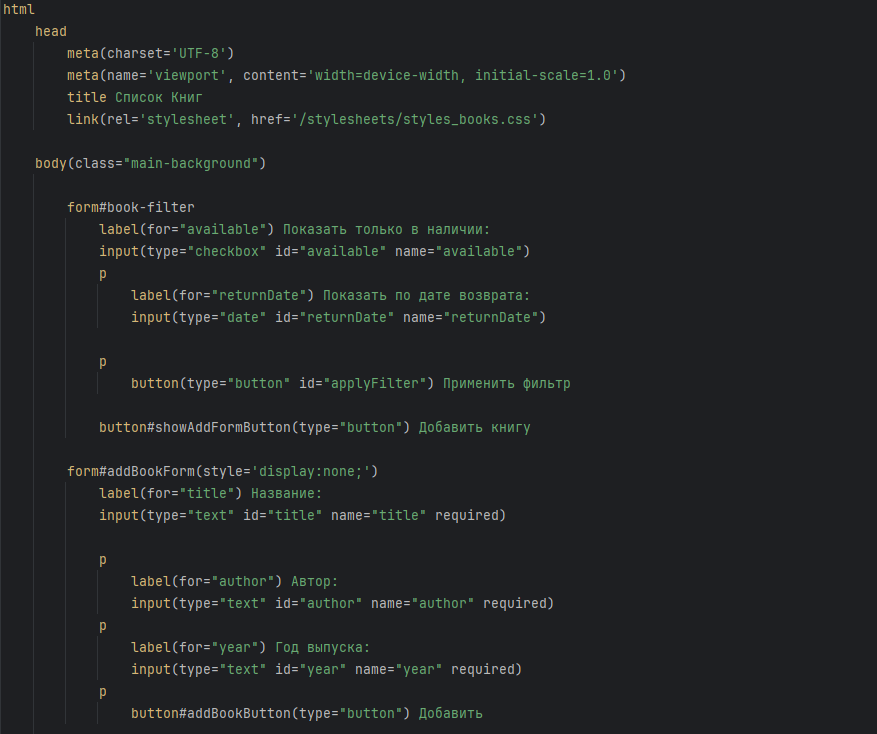 html
head
meta(charset='UTF-8')
meta(name='viewport', content='width=device-width, initial-scale=1.0')
title Список Книг
link(rel='stylesheet', href='/stylesheets/styles_books.css')
body(class="main-background")
form#book-filter
label(for="available") Показать только в наличии:
input(type="checkbox" id="available" name="available")
p
label(for="returnDate") Показать по дате возврата:
input(type="date" id="returnDate" name="returnDate")
p
button(type="button" id="applyFilter") Применить фильтр
button#showAddFormButton(type="button") Добавить книгу
form#addBookForm(style='display:none;')
label(for="title") Название:
input(type="text" id="title" name="title" required)
p
label(for="author") Автор:
input(type="text" id="author" name="author" required)
p
label(for="year") Год выпуска:
input(type="text" id="year" name="year" required)
p
button#addBookButton(type="button") Добавить